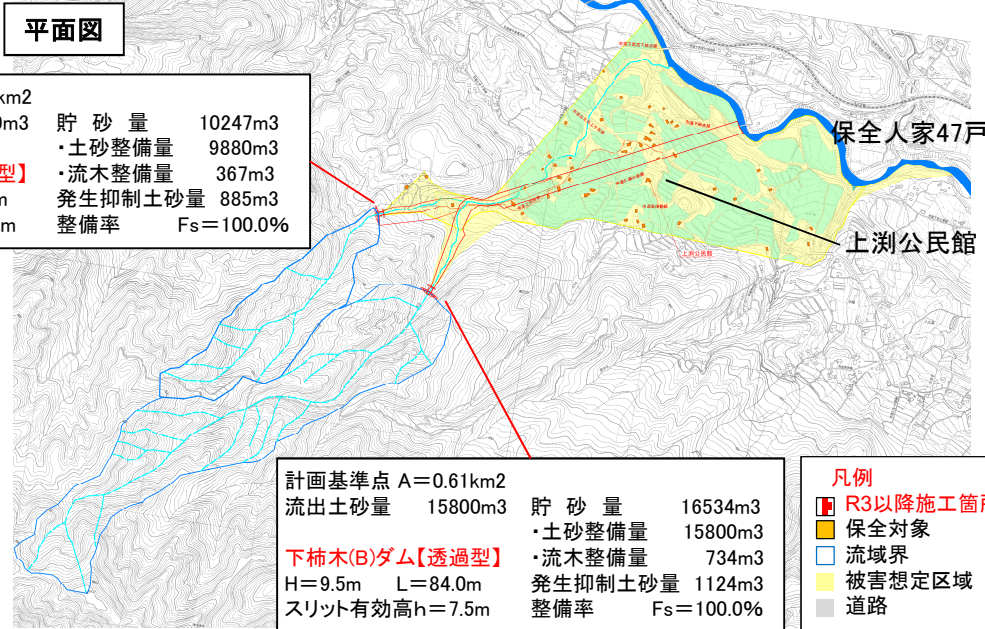 平面図
km2
0m3 貯砂量 10247m3
・土砂整備量 9880m3
型】 ・流木整備量 367m3
m 発生抑制土砂量 885m3
m 整備率 Fs＝100.0%
保全人家47戸
上渕公民館
上渕公民館
計画基準点 A＝0.61km2
流出土砂量 15800m3 貯砂量 16534m3
・土砂整備量 15800m3
下柿木(B)ダム【透過型】 ・流木整備量 734m3
H＝9.5m L＝84.0m 発生抑制土砂量 1124m3
スリット有効高h＝7.5m 整備率 Fs＝100.0%
凡例
R3以降施工箇所
保全対象
流域界
被害想定区域
道路